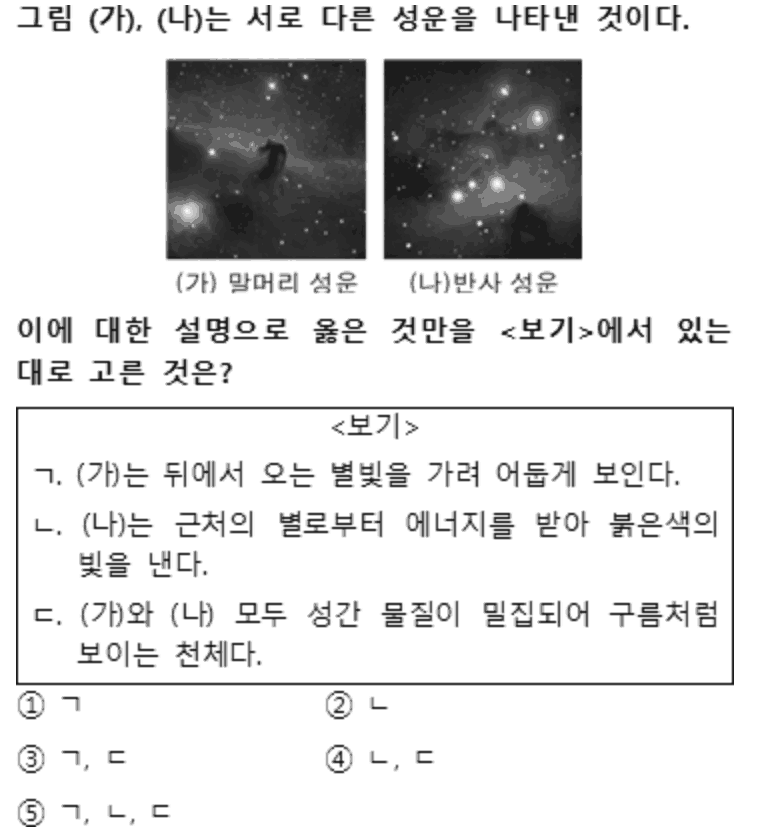 그림 (가), (나)는 서로 다른 성운을 나타낸 것이다.
(가) 말머리 성운
(나)반사 성운
이에 대한 설명으로 옳은 것만을 <보기>에서 있는
대로 고른 것은?
<보기>
ㄱ. (가)는 뒤에서 오는 별빛을 가려 어둡게 보인다.
ㄴ. (나)는 근처의 별로부터 에너지를 받아 붉은색의
빛을 낸다.
ㄷ. (가)와 (나) 모두 성간 물질이 밀집되어 구름처럼
보이는 천체다.
① ㄱ
② ㄴ
③ ㄱ, ㄷ
④ ㄴ, ㄷ
⑤ ㄱ, ㄴ, ㄷ